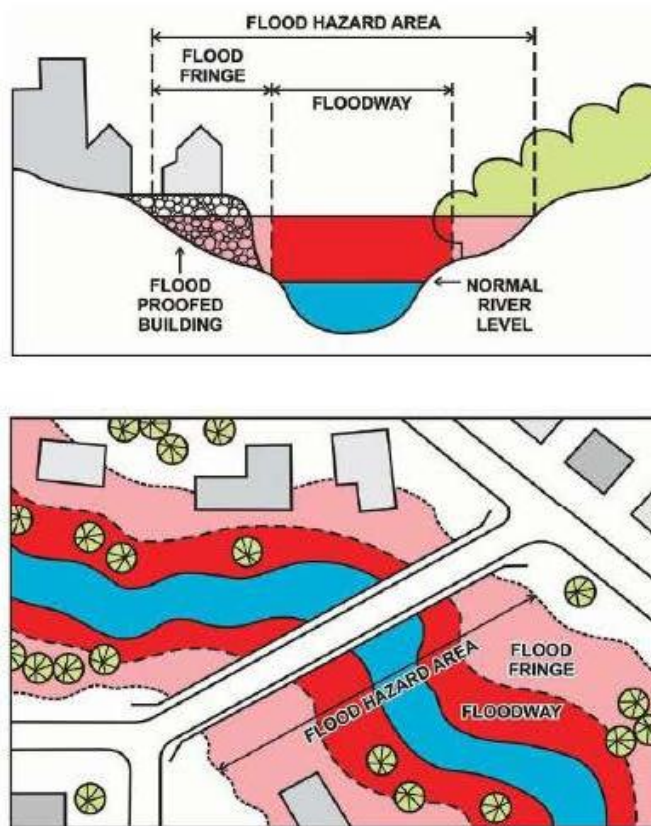 FLOOD HAZARD AREA
FLOOD
FRINGE
FLOODWAY
FLOOD
PROOFED
BUILDING
NORMAL
RIVER
LEVEL
FLOOD
FRINGE
FLOOD HAZARD AREA
FLOODWAY